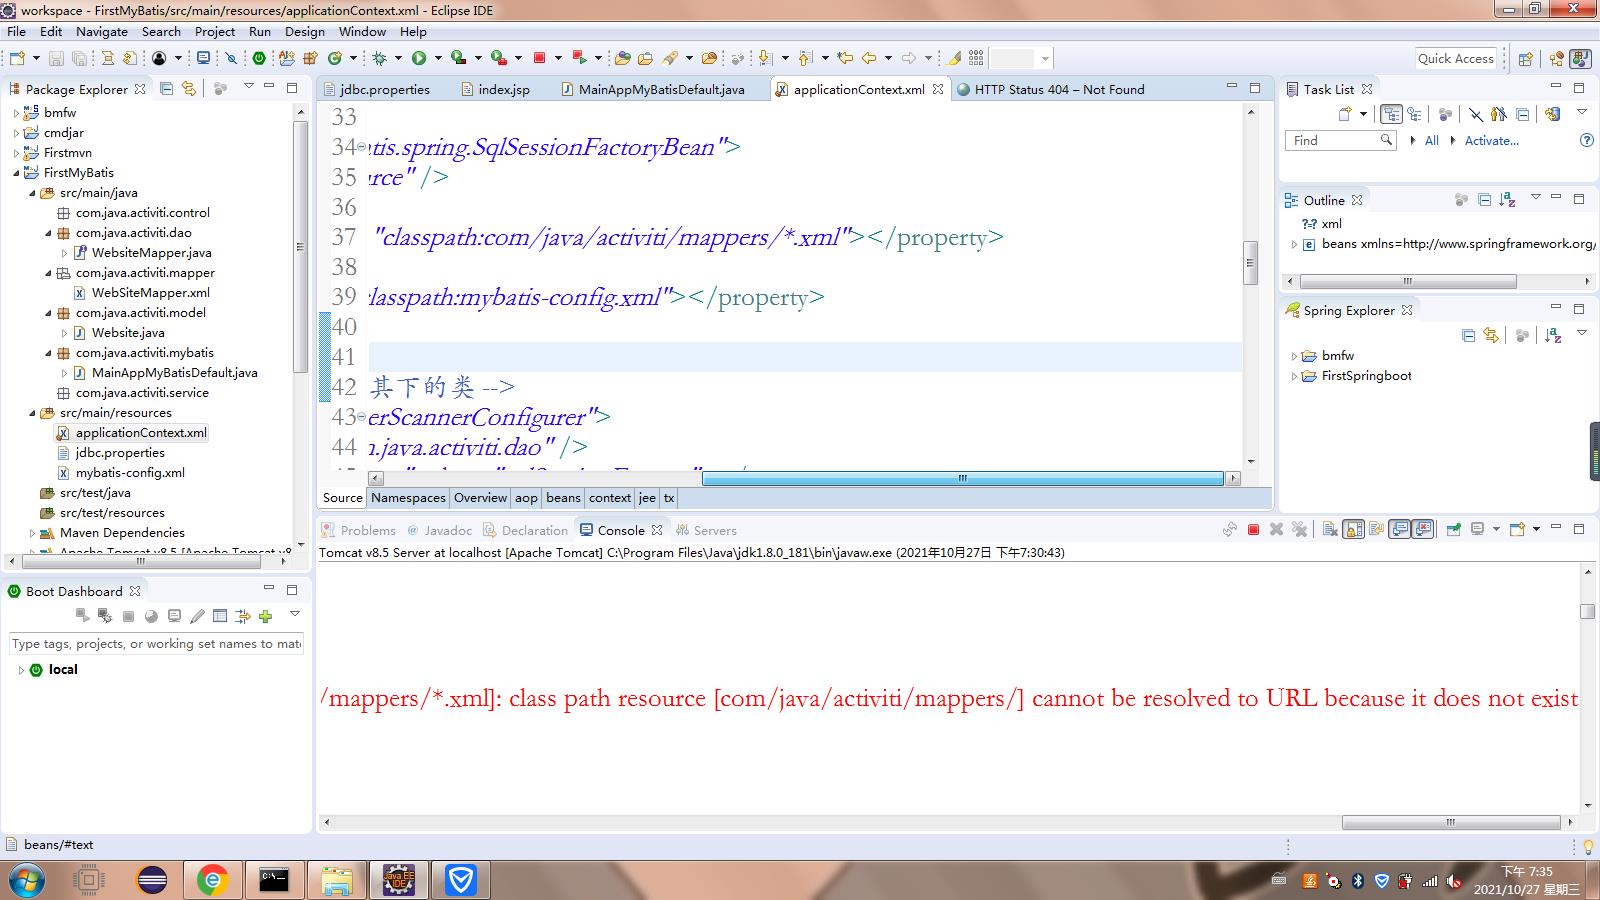 workspace - FirstMyBatis/src/main/resources/applicationContext.xml - Eclipse IDE
File Edit Navigate Search Project Run Design Window Help
Quick Access
Package Explorer
bmfw
cmdjar
Firstmvn
FirstMyBatis
src/main/java
com.java.activiti.control
com.java.activiti.dao
WebsiteMapper.java
com.java.activiti.mapper
WebSiteMapper.xml
com.java.activiti.model
Website.java
com.java.activiti.mybatis
MainAppMyBatisDefault.java
com.java.activiti.service
src/main/resources
applicationContext.xml
jdbc.properties
mybatis-config.xml
src/test/java
src/test/resources
Maven Dependencies
Apache Tomcat v8.5 [Apache Tomcat v8
Boot Dashboard
Type tags, projects, or working set names to mat
local
jdbc.properties index.jsp MainAppMyBatisDefault.java applicationContext.xml HTTP Status 404 – Not Found
33
34 atis.spring.SqlSessionFactoryBean">
35 urce" />
36
37 "classpath:com/java/activiti/mappers/*.xml"></property>
38
39 classpath:mybatis-config.xml"></property>
40
41
42 其下的类 -->
43 erScannerConfigurer">
44 n.java.activiti.dao" />
Source Namespaces Overview aop beans context jee tx
Problems Javadoc Declaration Console Servers
Tomcat v8.5 Server at localhost [Apache Tomcat] C:\Program Files\Java\jdk1.8.0_181\bin\javaw.exe (2021年10月27日 下午7:30:43)
/mappers/*.xml]: class path resource [com/java/activiti/mappers/] cannot be resolved to URL because it does not exist
Task List
Find All Activate...
Outline
?-? xml
beans xmlns=http://www.springframework.org/
Spring Explorer
bmfw
FirstSpringboot
beans/#text
下午 7:35
2021/10/27 星期三